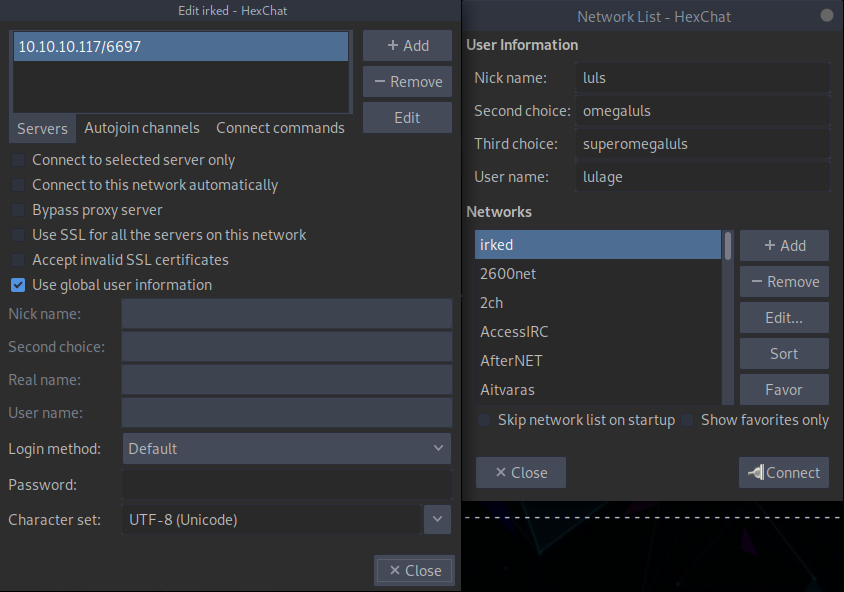 Edit irked - HexChat
10.10.10.117/6697
+ Add
− Remove
Edit
Servers
Autojoin channels
Connect commands
Connect to selected server only
Connect to this network automatically
Bypass proxy server
Use SSL for all the servers on this network
Accept invalid SSL certificates
Use global user information
Nick name:
Second choice:
Real name:
User name:
Login method:
Default
Password:
Character set:
UTF-8 (Unicode)
× Close
Network List - HexChat
User Information
Nick name:
luls
Second choice:
omegaluls
Third choice:
superomegaluls
User name:
lulage
Networks
irked
2600net
2ch
AccessIRC
AfterNET
Aitvaras
+ Add
− Remove
Edit...
Sort
Favor
Skip network list on startup
Show favorites only
× Close
Connect